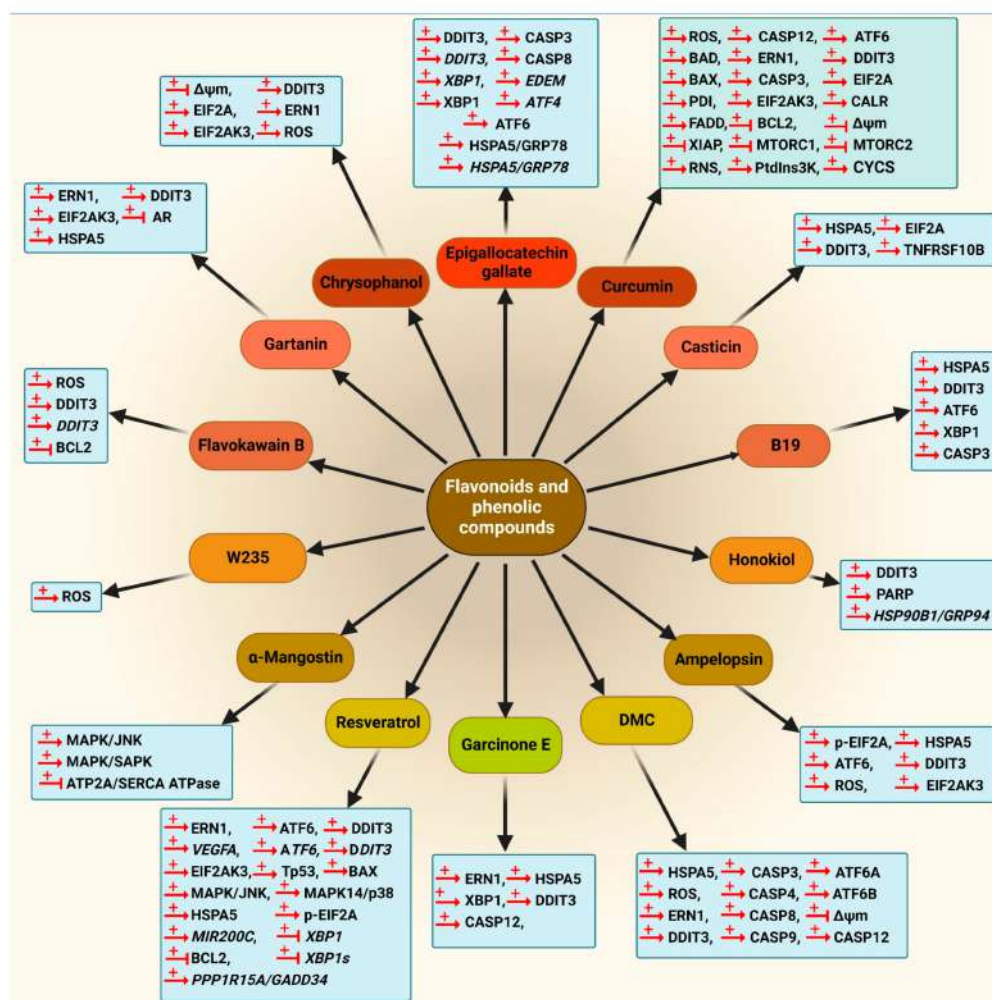 DDIT3, CASP3
DDIT3, CASP8
XBP1, EDEM
XBP1 ATF4
ATF6
HSPA5/GRP78
HSPA5/GRP78
ROS, CASP12, ATF6
BAD, ERN1, DDIT3
BAX, CASP3, EIF2A
PDI, EIF2AK3, CALR
FADD, BCL2, Δψm
XIAP, MTORC1, MTORC2
RNS, PtdIns3K, CYCS
Δψm, DDIT3
EIF2A, ERN1
EIF2AK3, ROS
ERN1, DDIT3
EIF2AK3, AR
HSPA5
HSPA5, EIF2A
DDIT3, TNFRSF10B
Chrysophanol
Epigallocatechin
gallate
Curcumin
Gartanin
Casticin
ROS
DDIT3
DDIT3
BCL2
Flavokawain B
B19
HSPA5
DDIT3
ATF6
XBP1
CASP3
Flavonoids and
phenolic
compounds
W235
Honokiol
ROS
DDIT3
PARP
HSP90B1/GRP94
α-Mangostin
Ampelopsin
Resveratrol
Garcinone E
DMC
MAPK/JNK
MAPK/SAPK
ATP2A/SERCA ATPase
p-EIF2A, HSPA5
ATF6, DDIT3
ROS, EIF2AK3
ERN1, ATF6, DDIT3
VEGFA, ATF6, DDIT3
EIF2AK3, Tp53, BAX
MAPK/JNK, MAPK14/p38
HSPA5 p-EIF2A
MIR200C, XBP1
BCL2, XBP1s
PPP1R15A/GADD34
ERN1, HSPA5
XBP1, DDIT3
CASP12,
HSPA5, CASP3, ATF6A
ROS, CASP4, ATF6B
ERN1, CASP8, Δψm
DDIT3, CASP9, CASP12